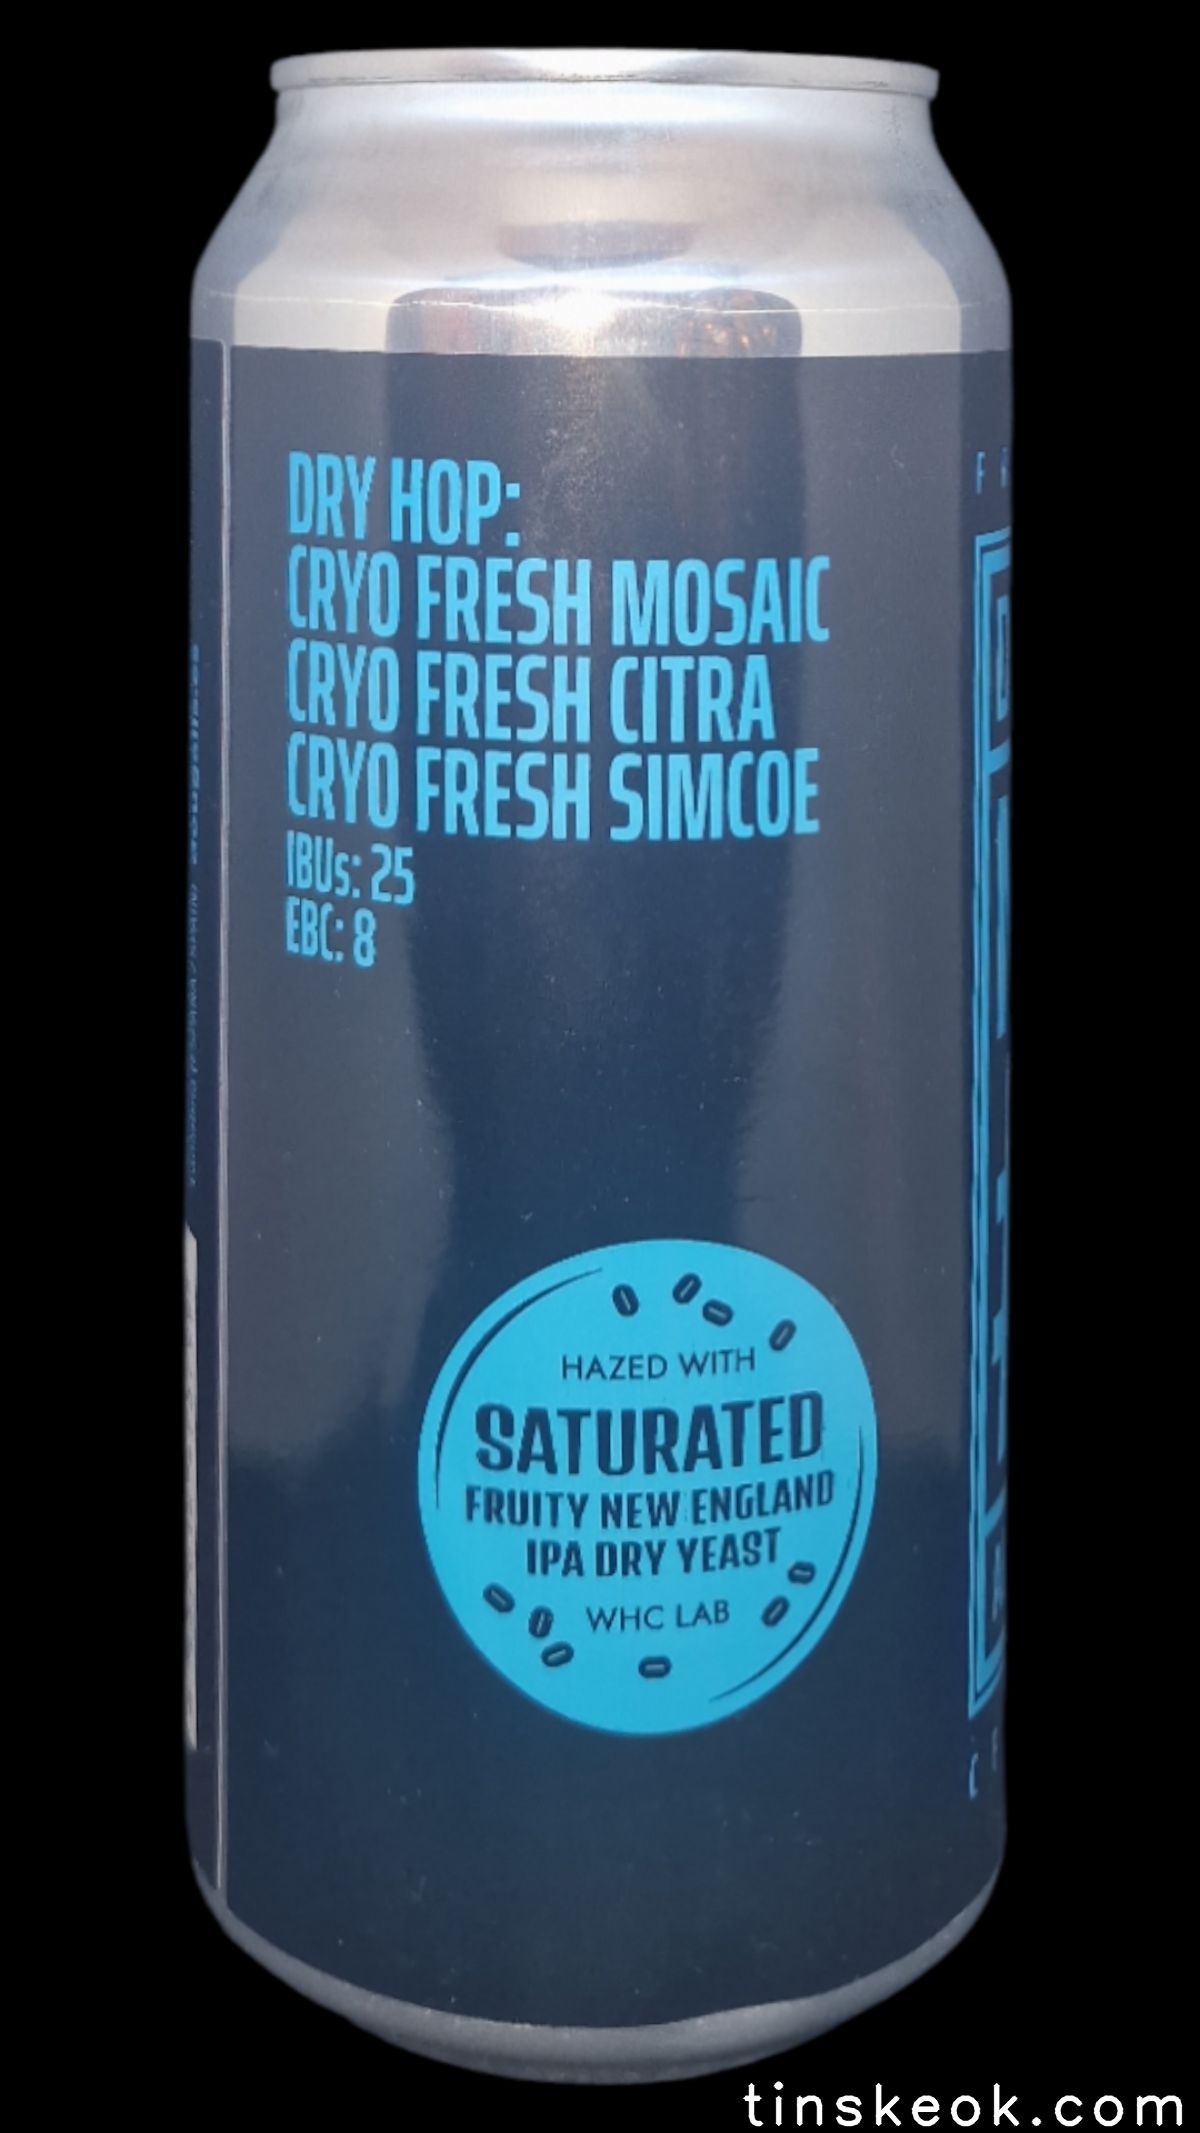 DRY HOP:
CRYO FRESH MOSAIC
CRYO FRESH CITRA
CRYO FRESH SIMCOE
IBUs: 25
EBC: 8
HAZED WITH
SATURATED
FRUITY NEW ENGLAND
IPA DRY YEAST
WHC LAB
tinskeok.com